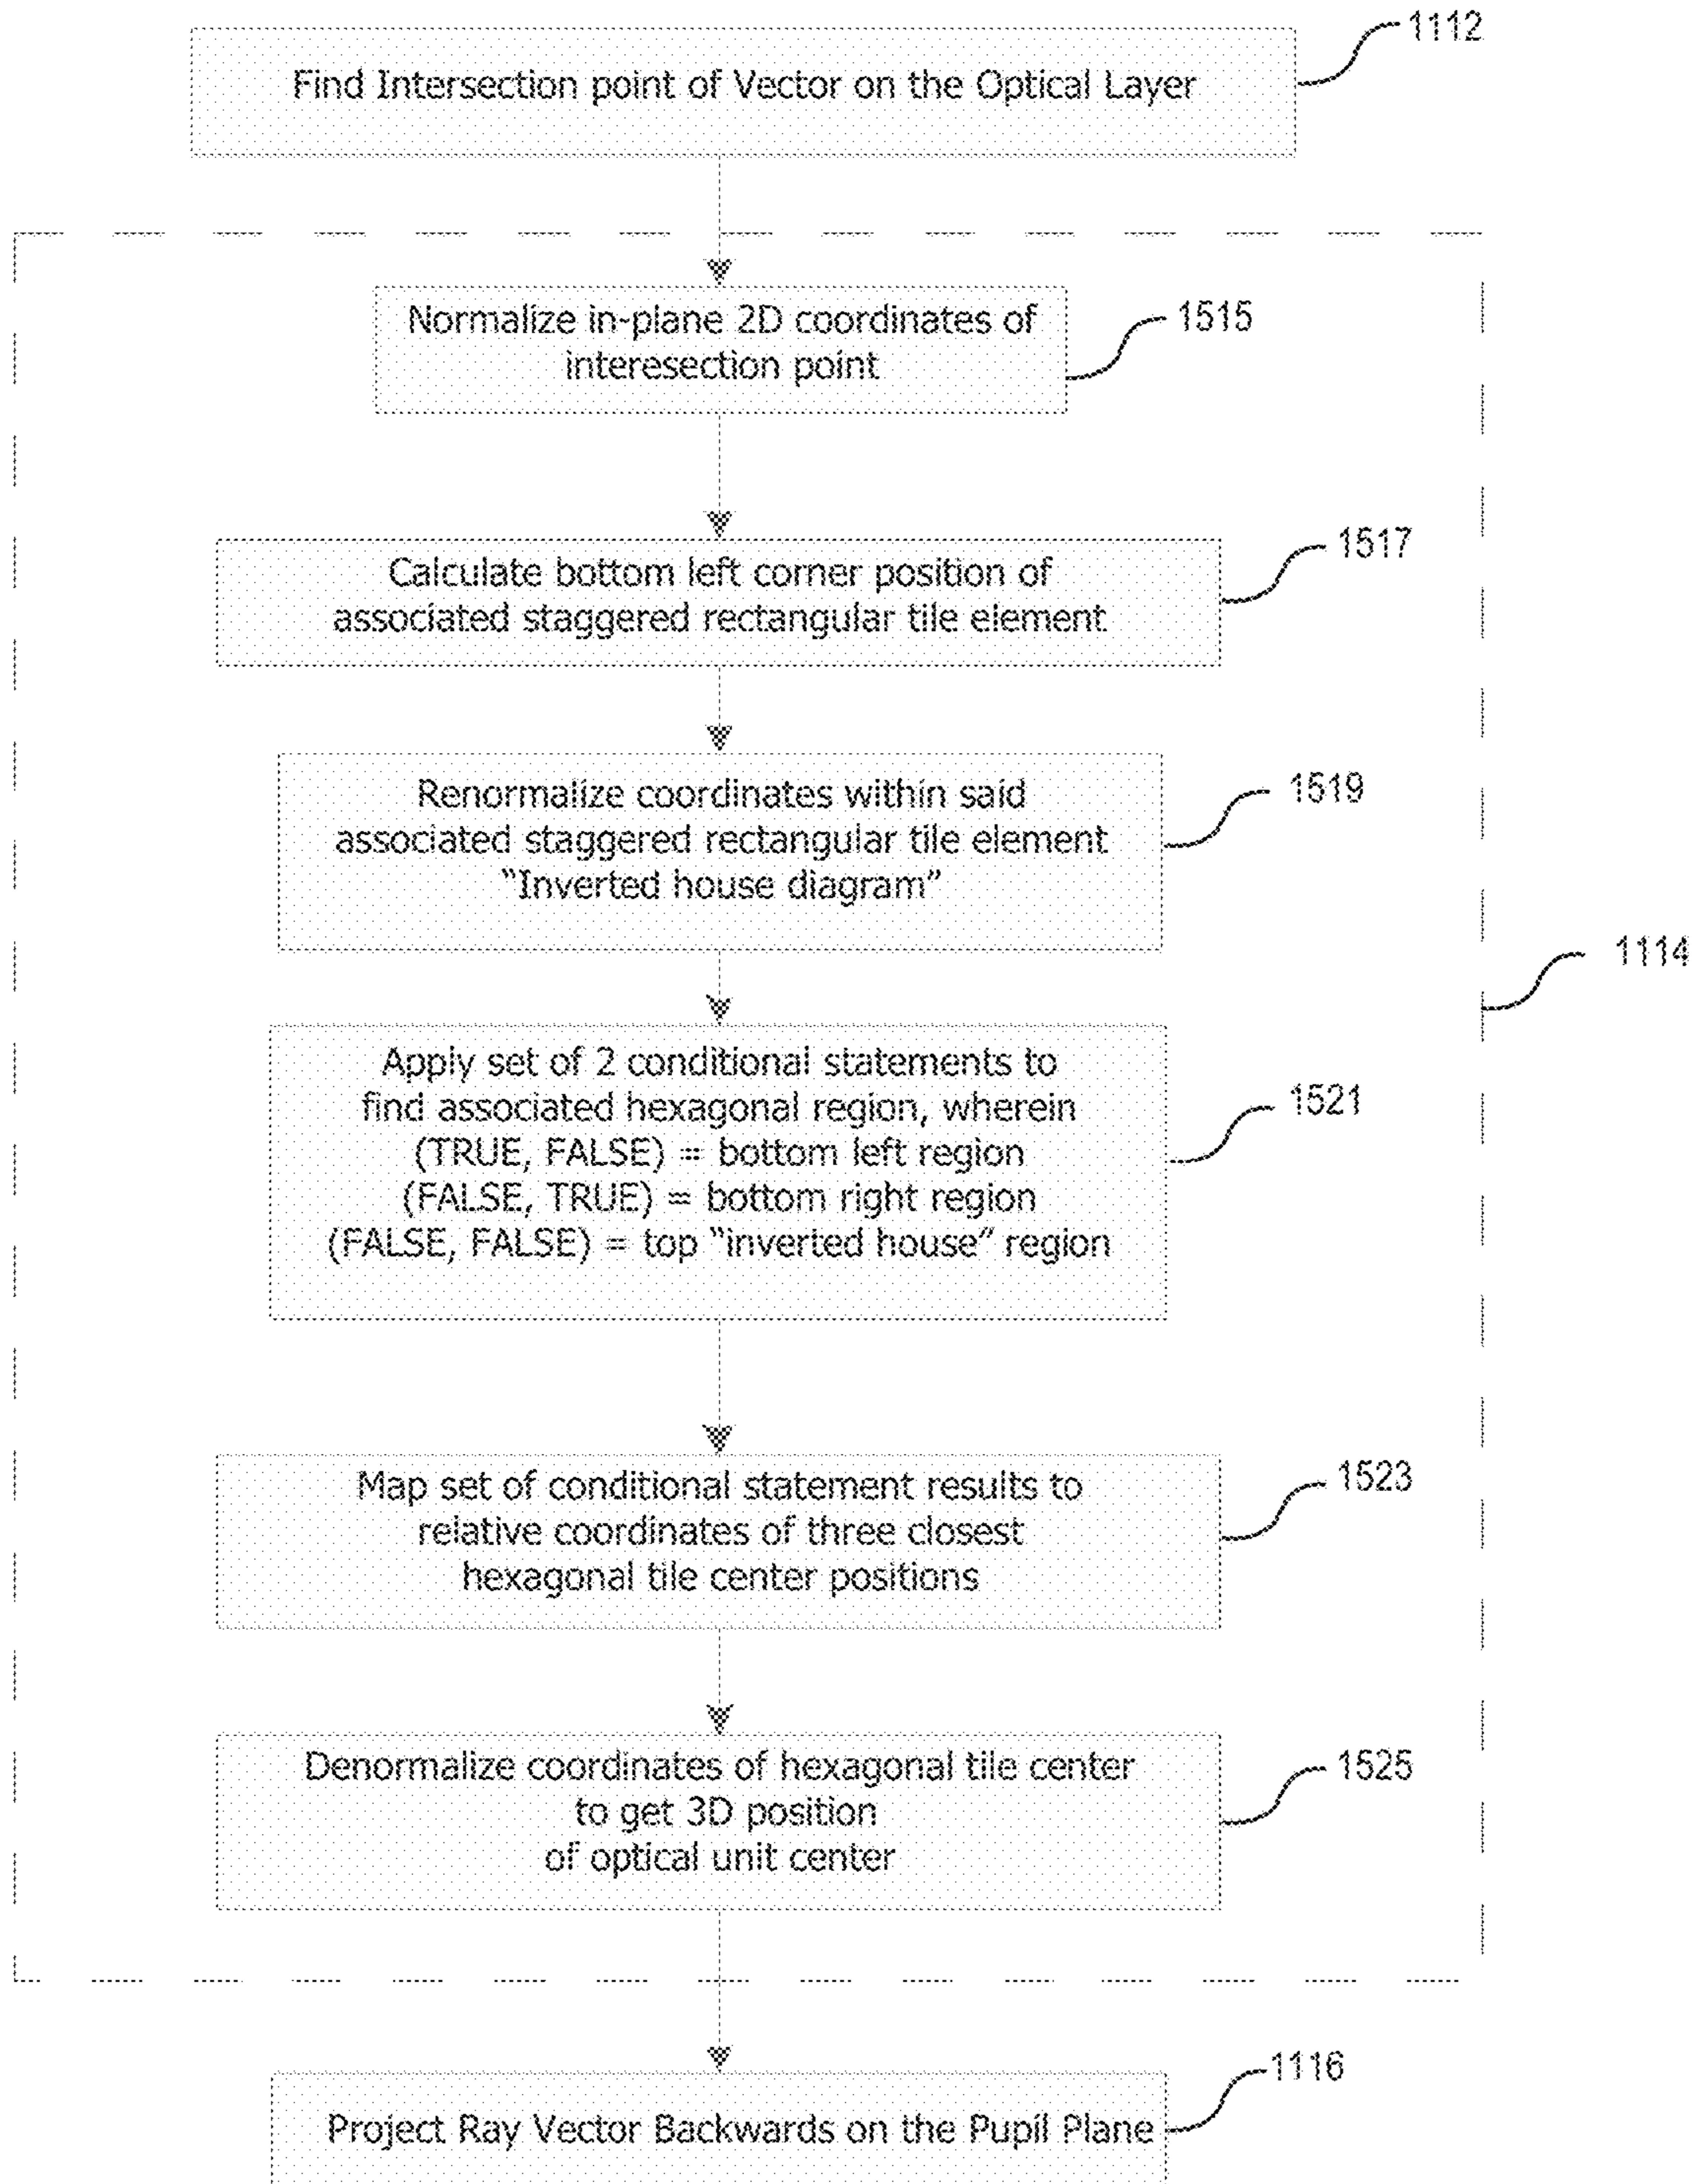 1112
Find Intersection point of Vector on the Optical Layer
Normalize in-plane 2D coordinates of
interesection point
1515
Calculate bottom left corner position of
associated staggered rectangular tile element
1517
Renormalize coordinates within said
associated staggered rectangular tile element
“Inverted house diagram”
1519
1114
Apply set of 2 conditional statements to
find associated hexagonal region, wherein
(TRUE, FALSE) = bottom left region
(FALSE, TRUE) = bottom right region
(FALSE, FALSE) = top “inverted house” region
1521
Map set of conditional statement results to
relative coordinates of three closest
hexagonal tile center positions
1523
Denormalize coordinates of hexagonal tile center
to get 3D position
of optical unit center
1525
1116
Project Ray Vector Backwards on the Pupil Plane